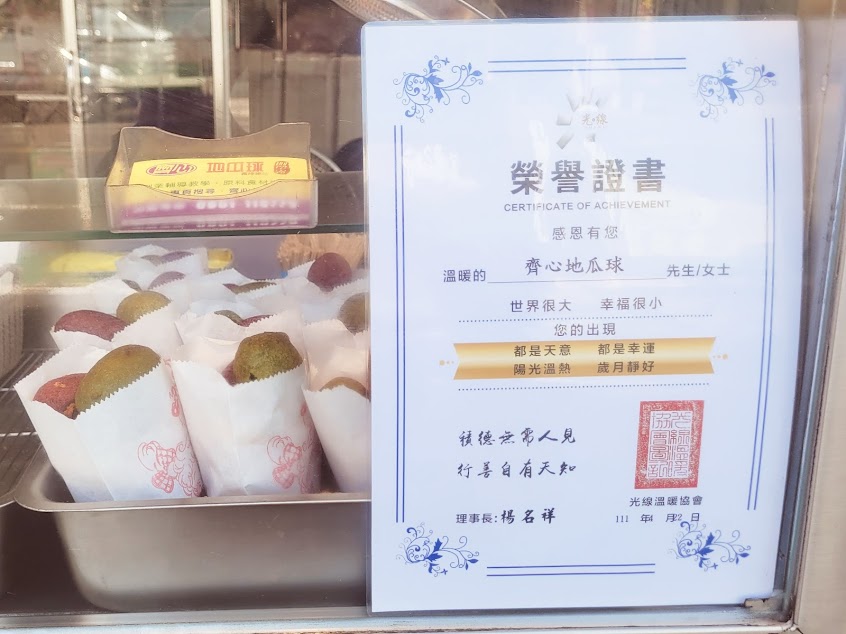 地瓜球
光線
榮譽證書
CERTIFICATE OF ACHIEVEMENT
感恩有您
溫暖的 齊心地瓜球 先生/女士
世界很大 幸福很小
您的出現
都是天意 都是幸運
陽光溫熱 歲月靜好
積德無需人見
行善自有天知
光線溫暖協會
理事長:楊名祥
111 年4 月22 日